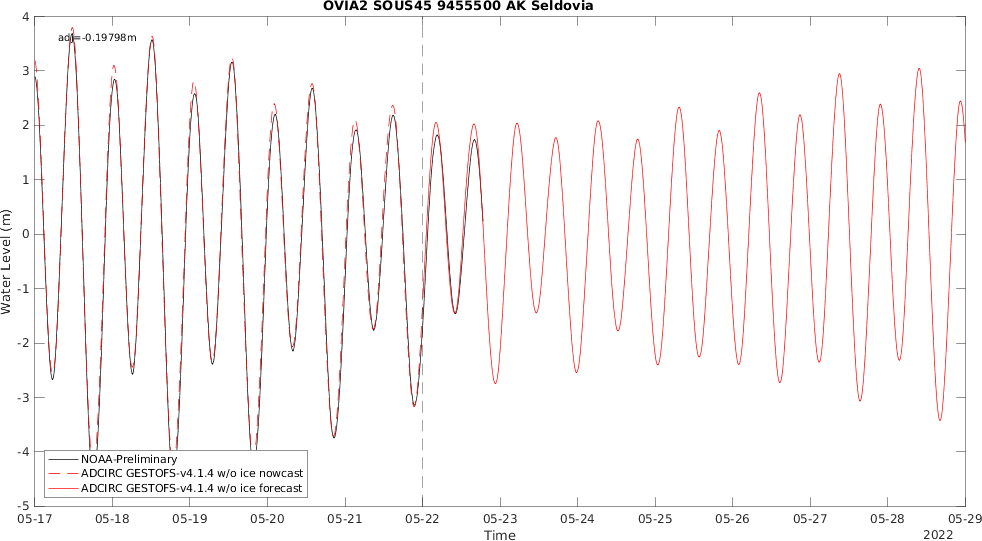 OVIA2 SOUS45 9455500 AK Seldovia
adj=-0.19798m
4
3
2
1
0
-1
-2
-3
-4
-5
Water Level (m)
NOAA-Preliminary
ADCIRC GESTOFS-v4.1.4 w/o ice nowcast
ADCIRC GESTOFS-v4.1.4 w/o ice forecast
05-17 05-18 05-19 05-20 05-21 05-22 05-23 05-24 05-25 05-26 05-27 05-28 05-29
Time
2022